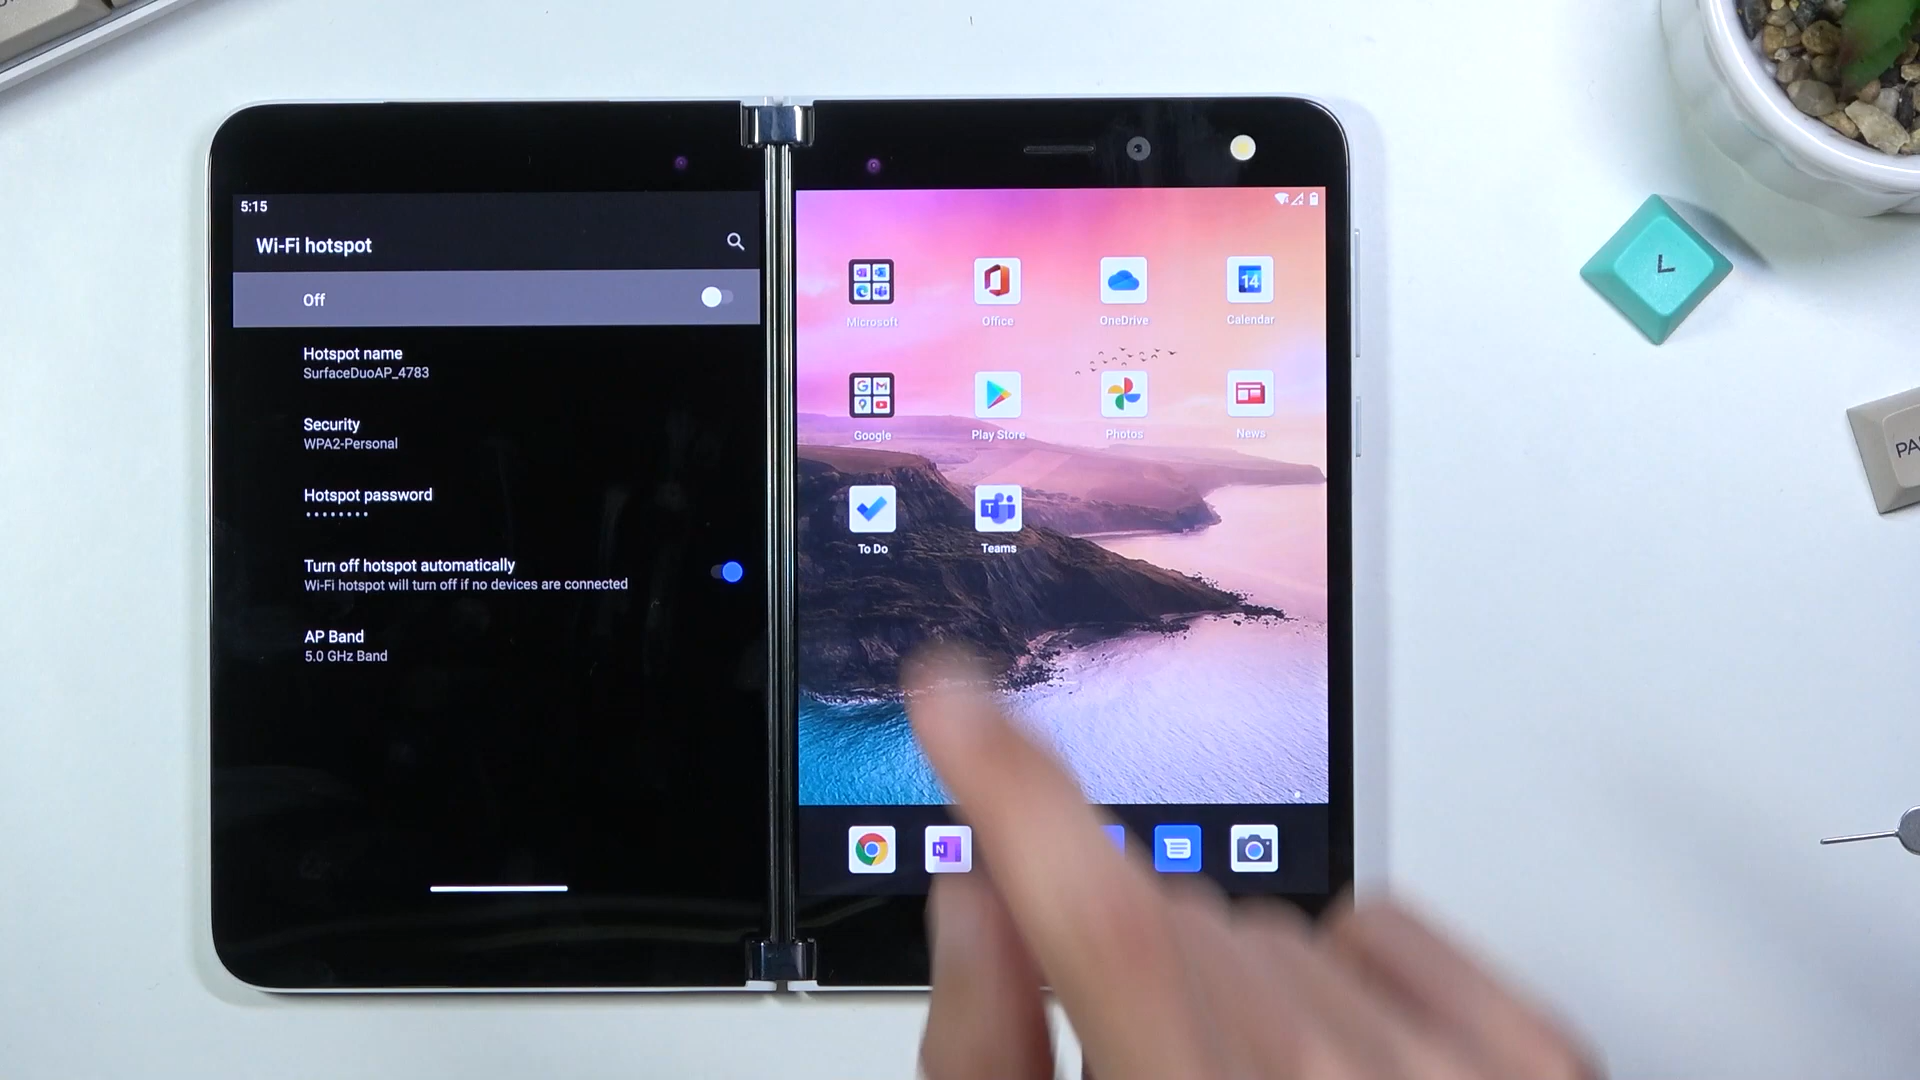 5:15
Wi-Fi hotspot
Off
Hotspot name
SurfaceDuoAP_4783
Security
WPA2-Personal
Hotspot password
Turn off hotspot automatically
Wi-Fi hotspot will turn off if no devices are connected
AP Band
5.0 GHz Band
Microsoft
Office
OneDrive
14
Calendar
G M
Google
Play Store
Photos
News
To Do
T
Teams
N
PA